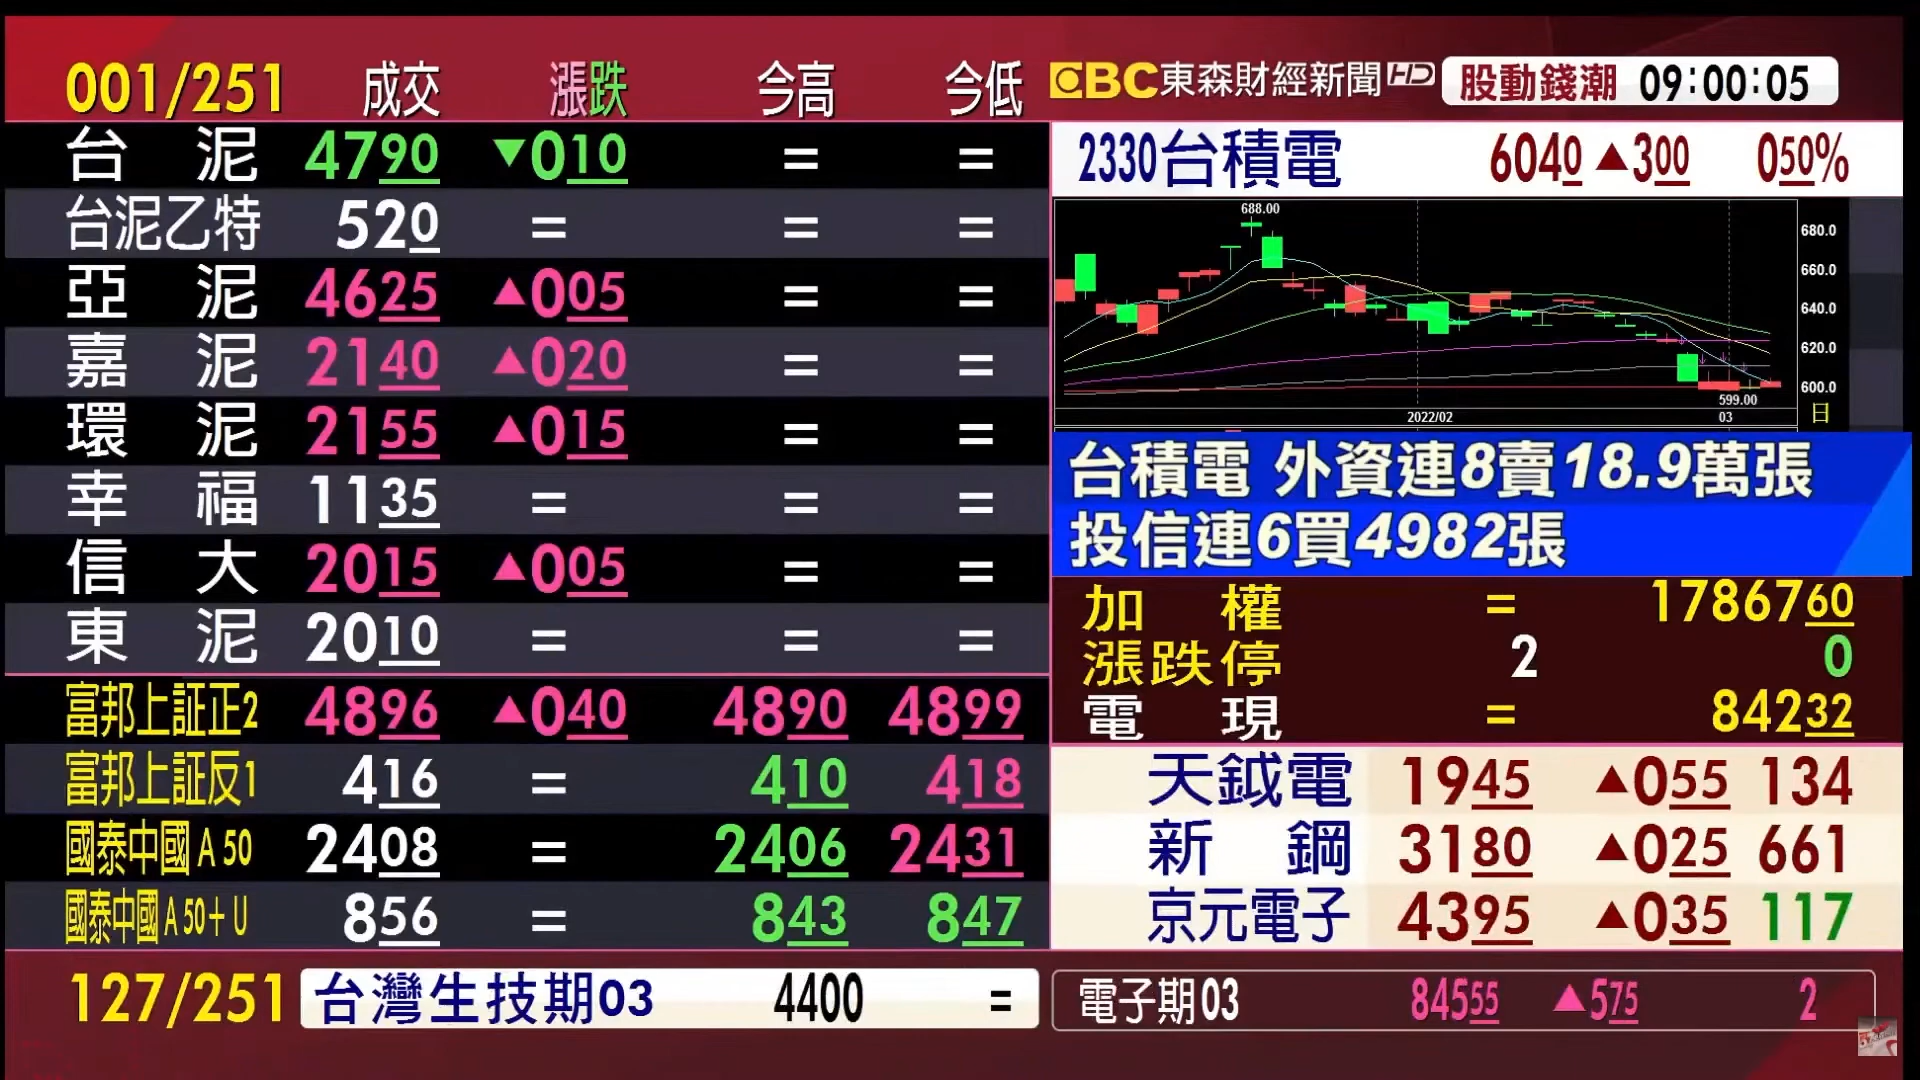 001/251 成交 漲跌 今高 今低
台泥 4790 ▼010 = =
台泥乙特 520 = = =
亞泥 4625 ▲005 = =
嘉泥 2140 ▲020 = =
環泥 2155 ▲015 = =
幸福 1135 = = =
信大 2015 ▲005 = =
東泥 2010 = = =
富邦上証正2 4896 ▲040 4890 4899
富邦上証反1 416 = 410 418
國泰中國A50 2408 = 2406 2431
國泰中國A50+U 856 = 843 847
127/251 台灣生技期03 4400 =
EBC東森財經新聞HD 股動錢潮 09:00:05
2330台積電 6040 ▲300 050%
688.00
680.0
660.0
640.0
620.0
600.0
599.00
2022/02 03 日
台積電 外資連8賣18.9萬張
投信連6買4982張
加權 = 1786760
漲跌停 2 0
電現 = 84232
天鉞電 1945 ▲055 134
新鋼 3180 ▲025 661
京元電子 4395 ▲035 117
電子期03 84555 ▲575 2